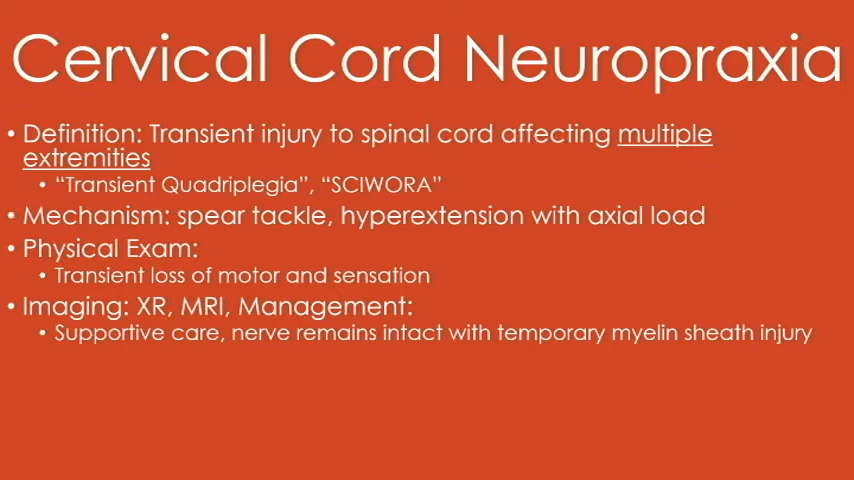 Cervical Cord Neuropraxia
• Definition: Transient injury to spinal cord affecting multiple
extremities
• “Transient Quadriplegia”, “SCIWORA”
• Mechanism: spear tackle, hyperextension with axial load
• Physical Exam:
• Transient loss of motor and sensation
• Imaging: XR, MRI, Management:
• Supportive care, nerve remains intact with temporary myelin sheath injury